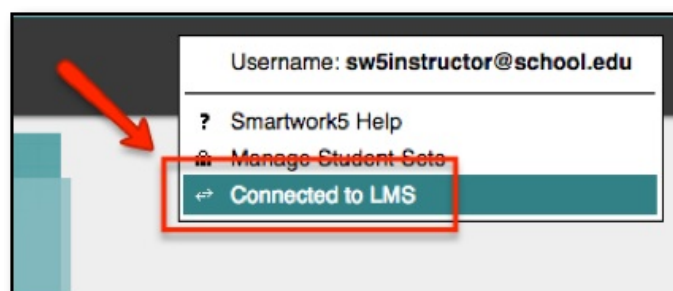 Username: sw5instructor@school.edu
? Smartwork5 Help
Manage Student Sets
Connected to LMS